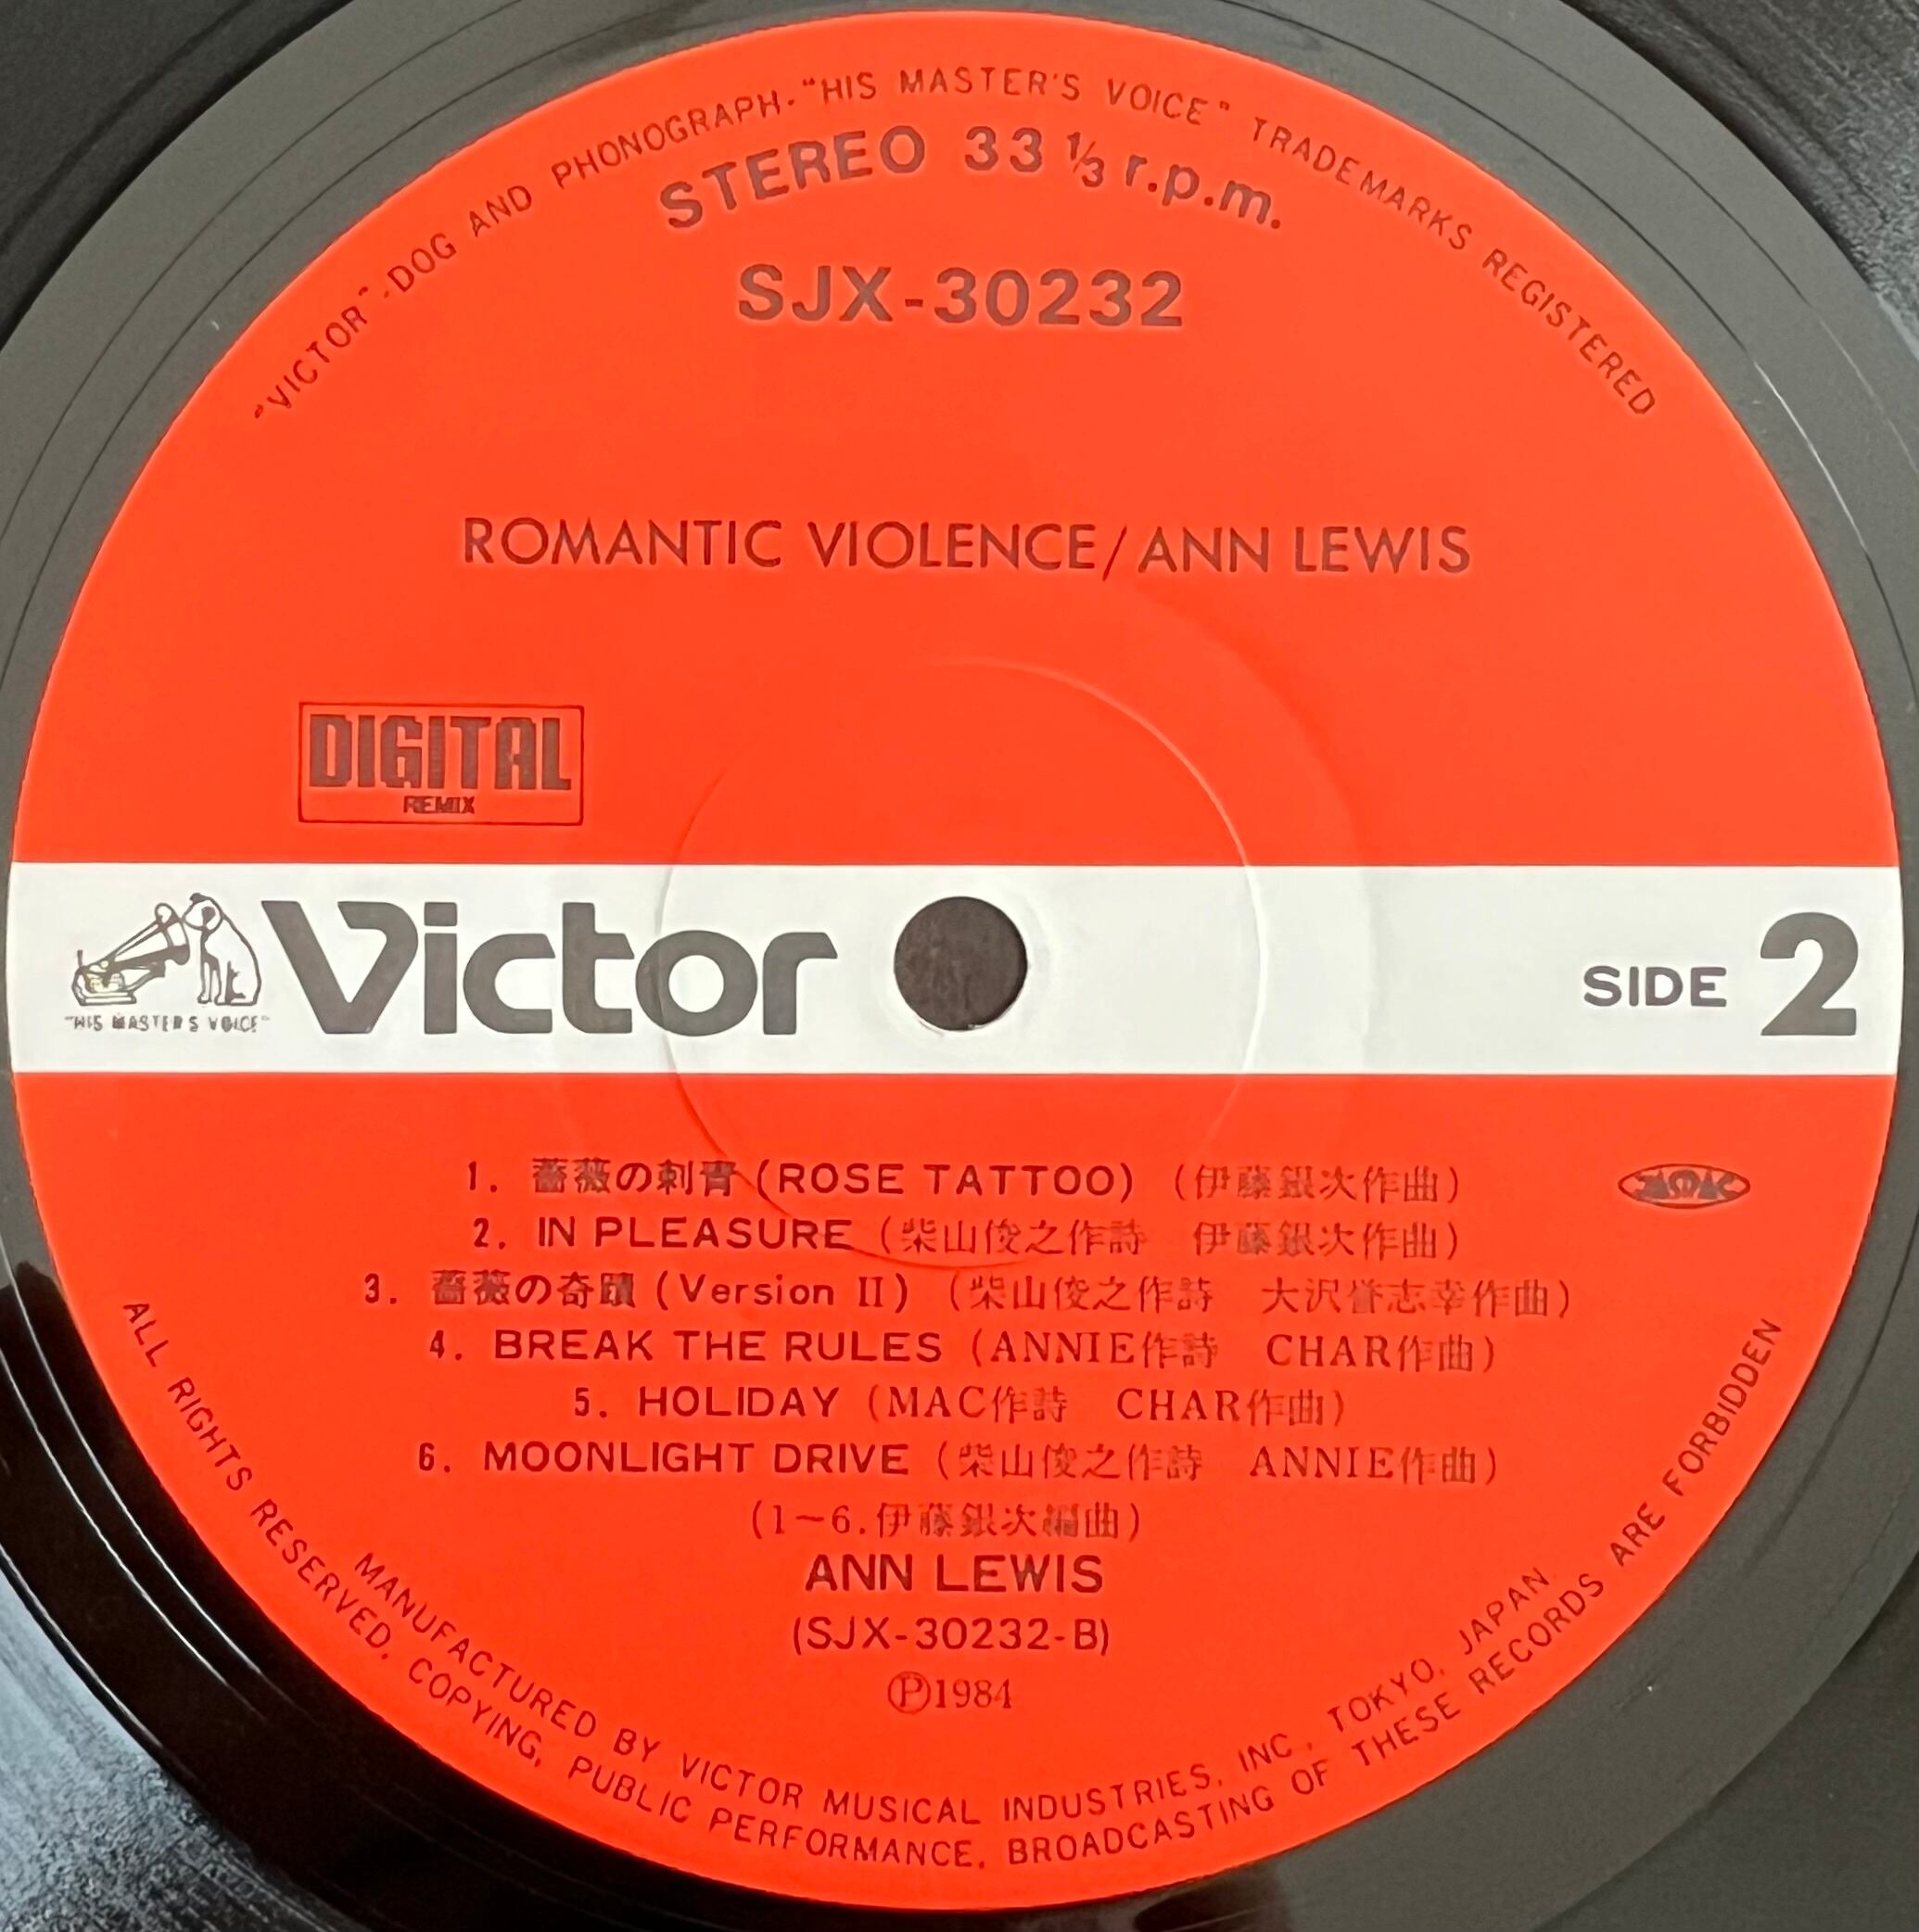 "VICTOR"-DOG AND PHONOGRAPH-"HIS MASTER'S VOICE" TRADEMARKS REGISTERED
STEREO 33 1/3 r.p.m.
SJX-30232
ROMANTIC VIOLENCE/ANN LEWIS
DIGITAL
REMIX
"HIS MASTER'S VOICE"
Victor
SIDE 2
1. 薔薇の刺青 (ROSE TATTOO) (伊藤銀次作曲)
JASRAC
2. IN PLEASURE (柴山俊之作詩 伊藤銀次作曲)
3. 薔薇の奇蹟 (Version II) (柴山俊之作詩 大沢誉志幸作曲)
4. BREAK THE RULES (ANNIE作詩 CHAR作曲)
5. HOLIDAY (MAC作詩 CHAR作曲)
6. MOONLIGHT DRIVE (柴山俊之作詩 ANNIE作曲)
(1~6.伊藤銀次編曲)
ANN LEWIS
(SJX-30232-B)
Ⓟ1984
MANUFACTURED BY VICTOR MUSICAL INDUSTRIES, INC., TOKYO, JAPAN.
ALL RIGHTS RESERVED, COPYING, PUBLIC PERFORMANCE, BROADCASTING OF THESE RECORDS ARE FORBIDDEN